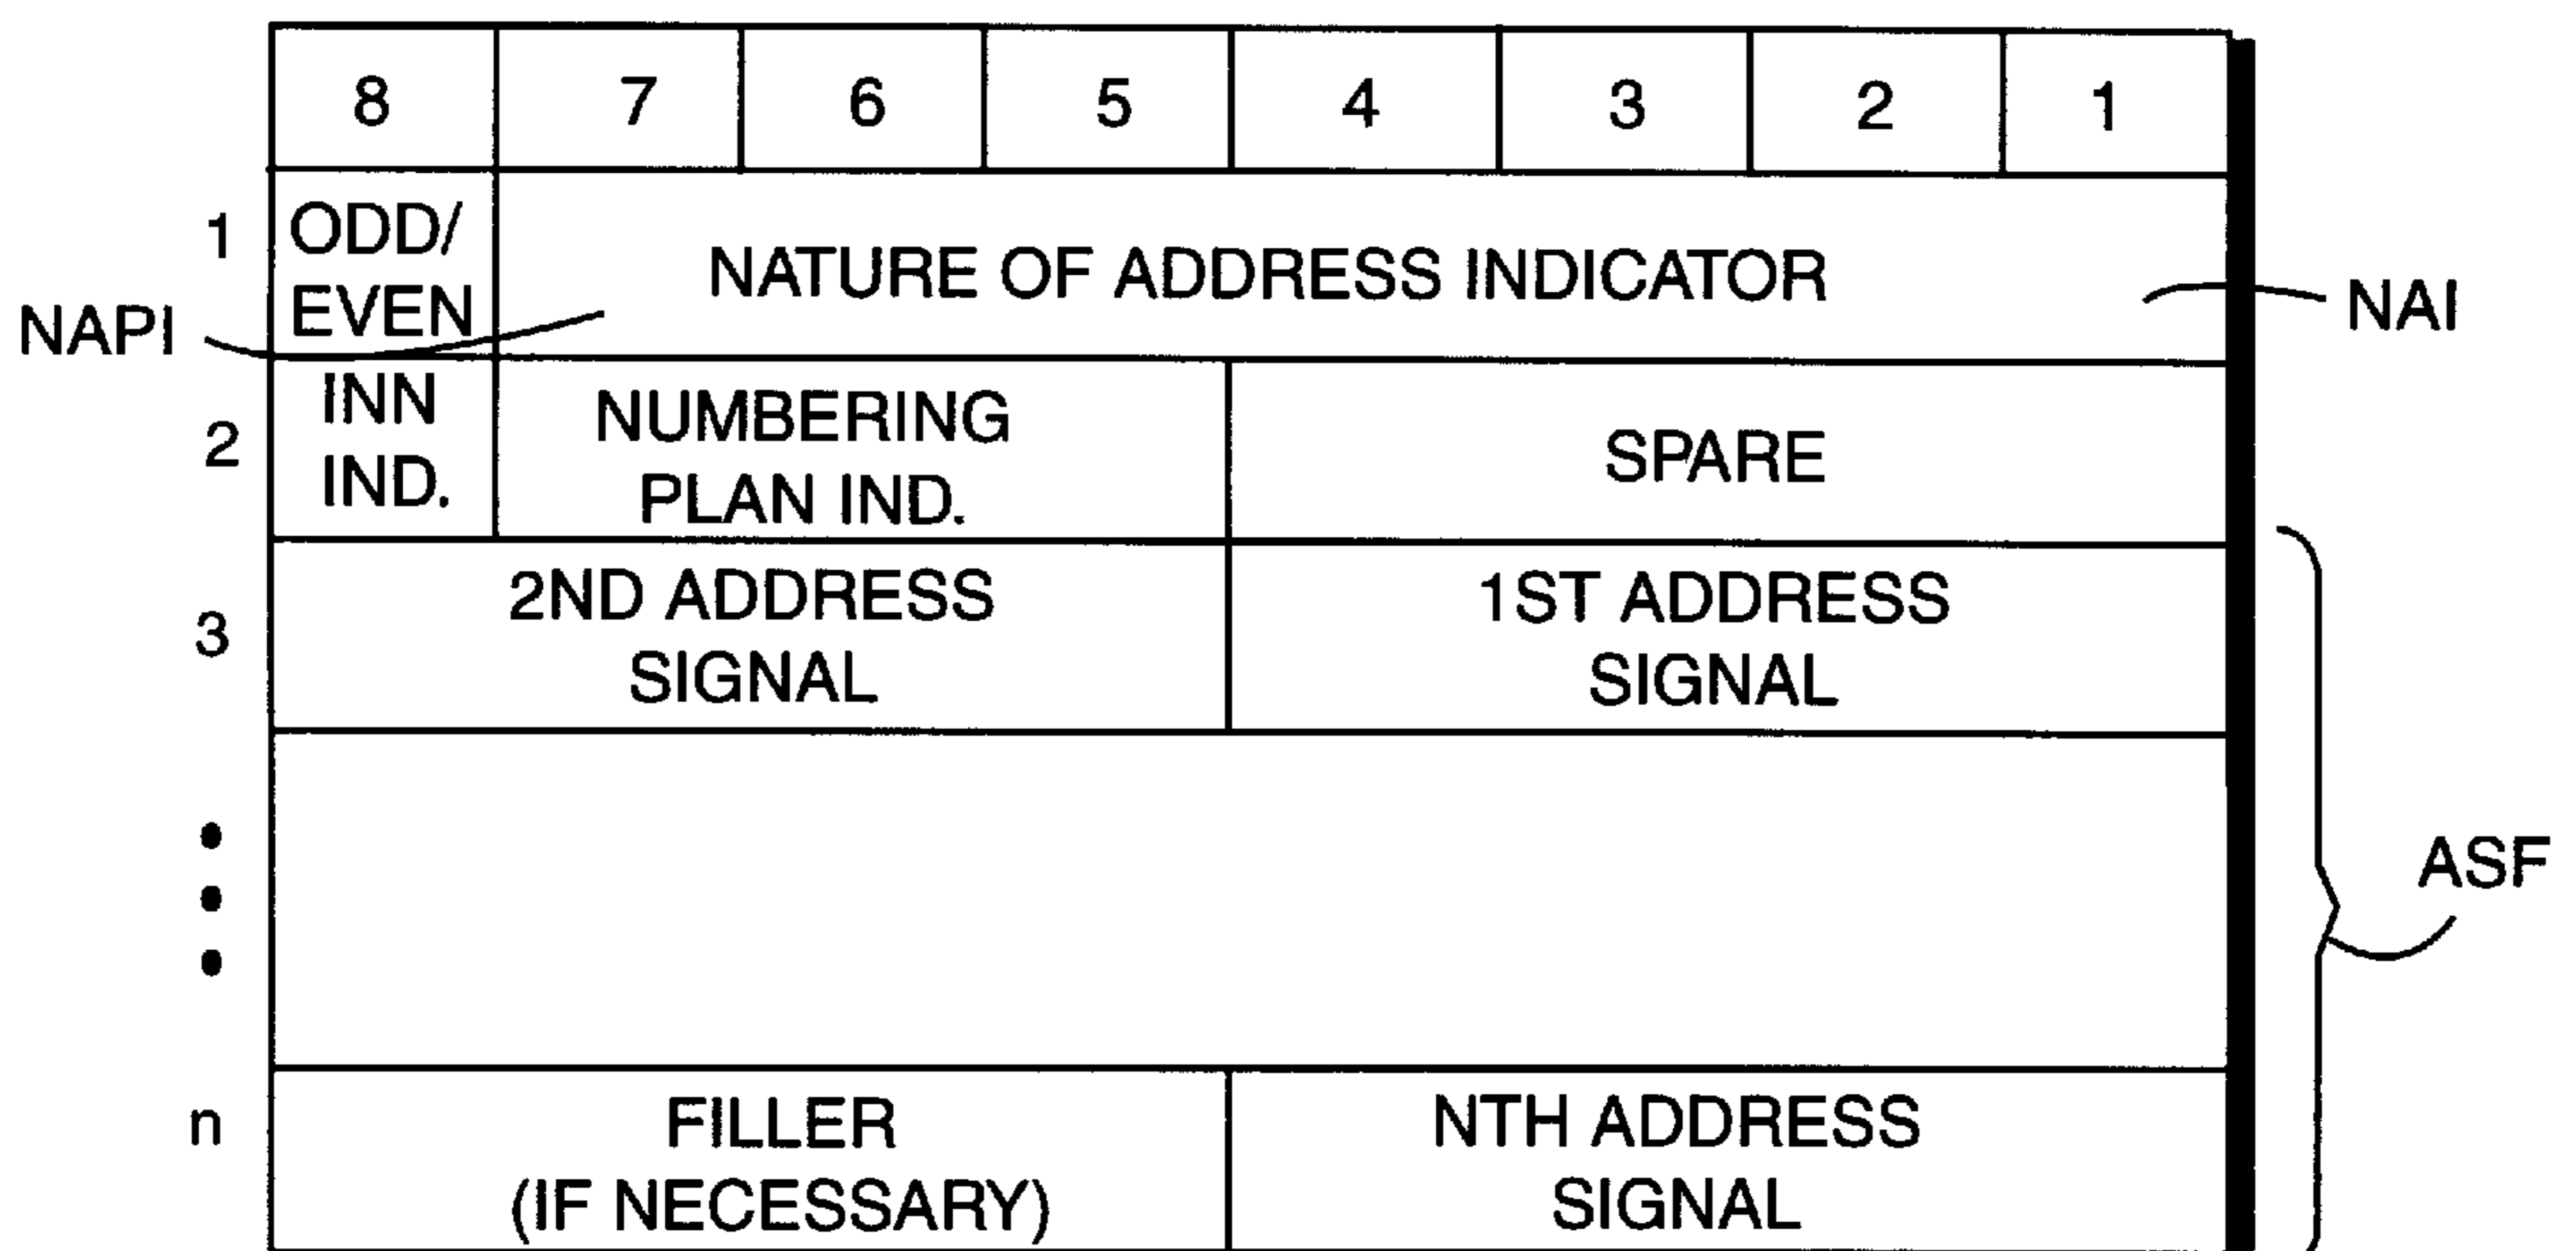 8 7 6 5 4 3 2 1
1 ODD/
EVEN
NATURE OF ADDRESS INDICATOR
NAPI
NAI
2 INN
IND.
NUMBERING
PLAN IND.
SPARE
3 2ND ADDRESS
SIGNAL
1ST ADDRESS
SIGNAL
ASF
n FILLER
(IF NECESSARY)
NTH ADDRESS
SIGNAL